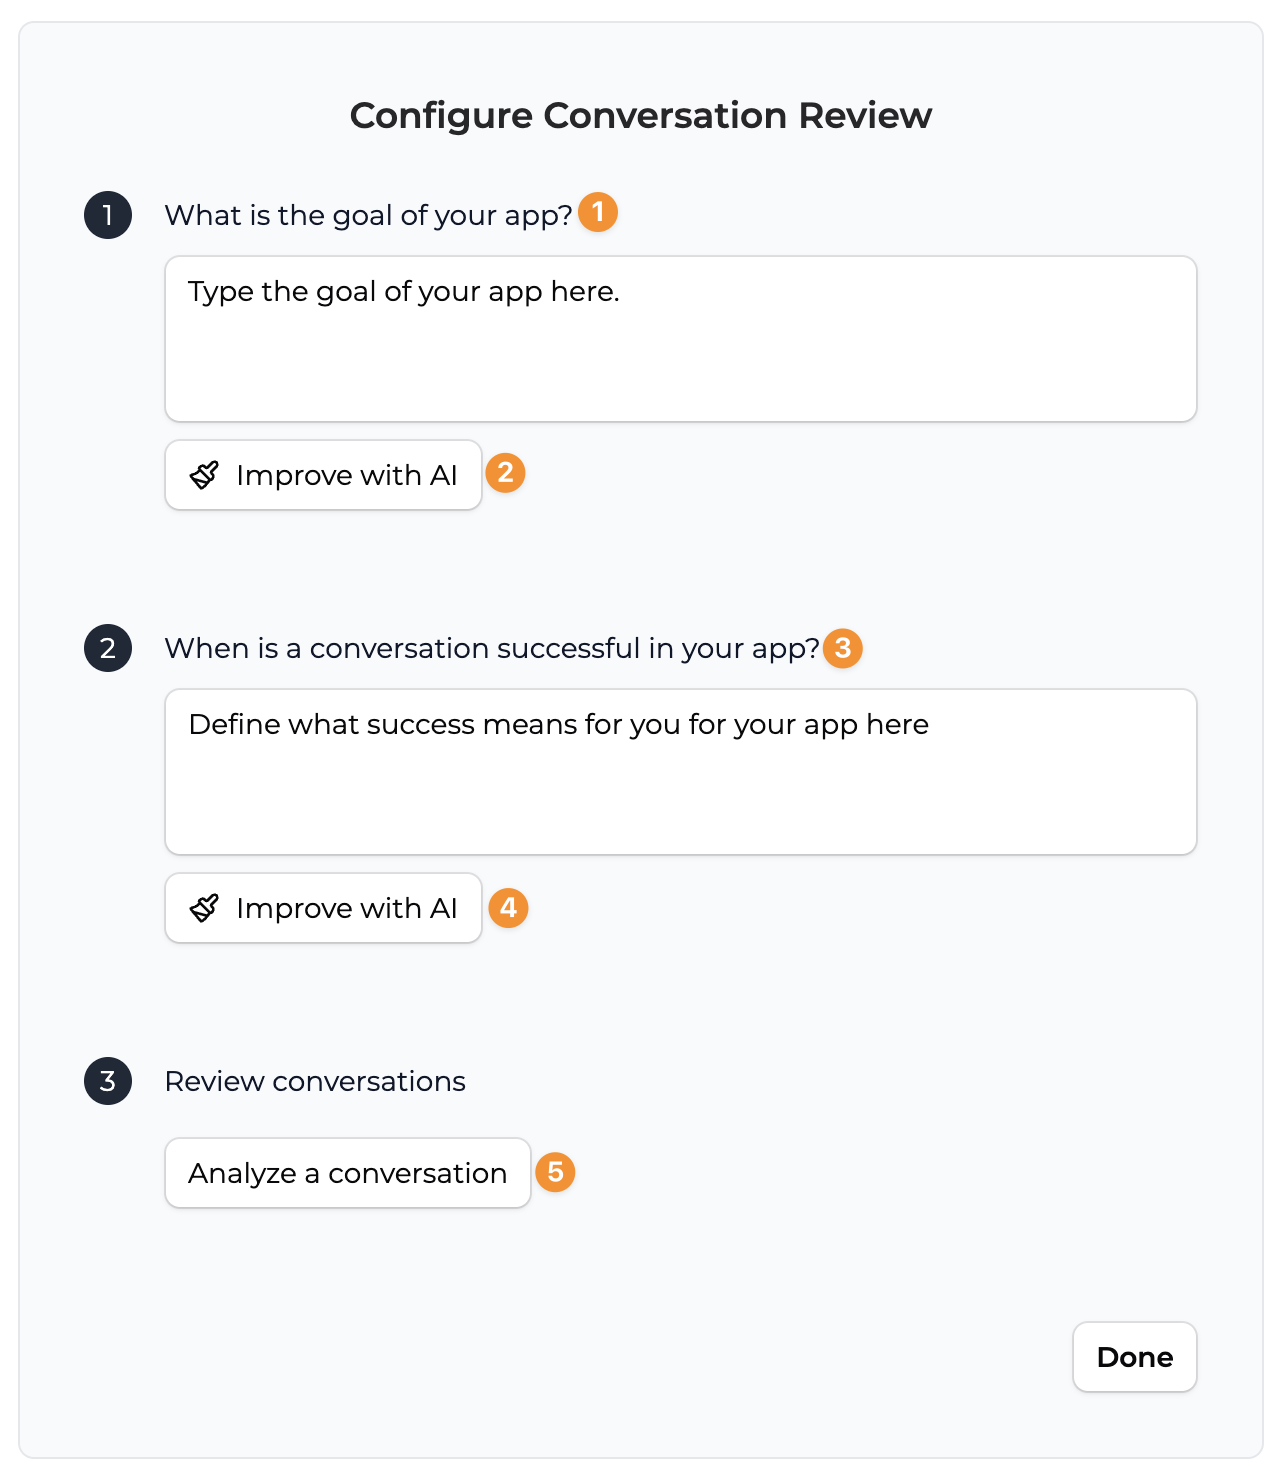 Configure Conversation Review
1 What is the goal of your app? 1
Type the goal of your app here.
Improve with AI 2
2 When is a conversation successful in your app? 3
Define what success means for you for your app here
Improve with AI 4
3 Review conversations
Analyze a conversation 5
Done